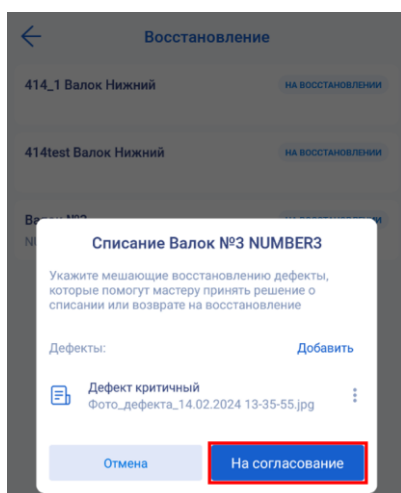 Восстановление
414_1 Валок Нижний
НА ВОССТАНОВЛЕНИИ
414test Валок Нижний
НА ВОССТАНОВЛЕНИИ
Списание Валок №3 NUMBER3
Укажите мешающие восстановлению дефекты,
которые помогут мастеру принять решение о
списании или возврате на восстановление
Дефекты:
Добавить
Дефект критичный
Фото_дефекта_14.02.2024 13-35-55.jpg
Отмена
На согласование